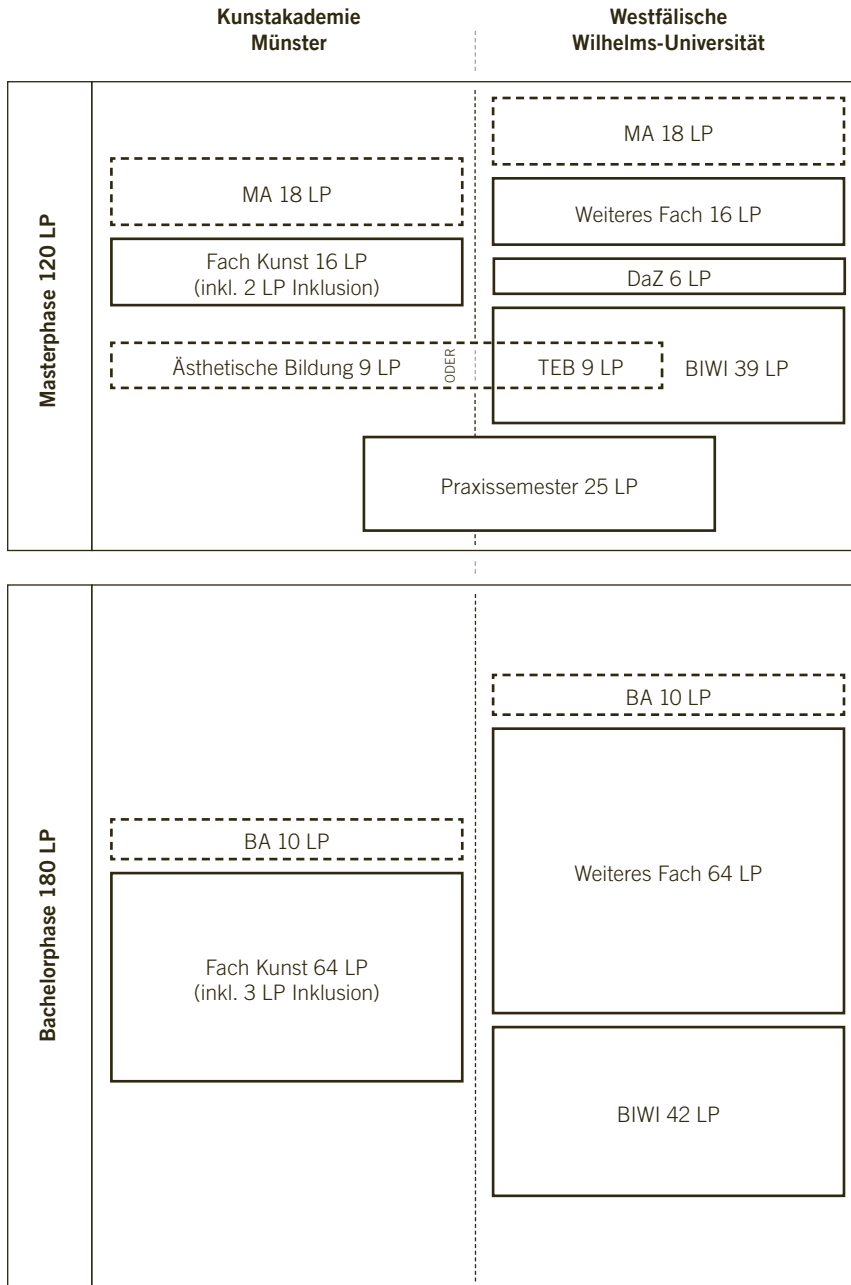 Kunstakademie
Münster
Westfälische
Wilhelms-Universität
Masterphase 120 LP
MA 18 LP
MA 18 LP
Weiteres Fach 16 LP
Fach Kunst 16 LP
(inkl. 2 LP Inklusion)
DaZ 6 LP
Ästhetische Bildung 9 LP
ODER
TEB 9 LP
BIWI 39 LP
Praxissemester 25 LP
Bachelorphase 180 LP
BA 10 LP
BA 10 LP
Weiteres Fach 64 LP
Fach Kunst 64 LP
(inkl. 3 LP Inklusion)
BIWI 42 LP